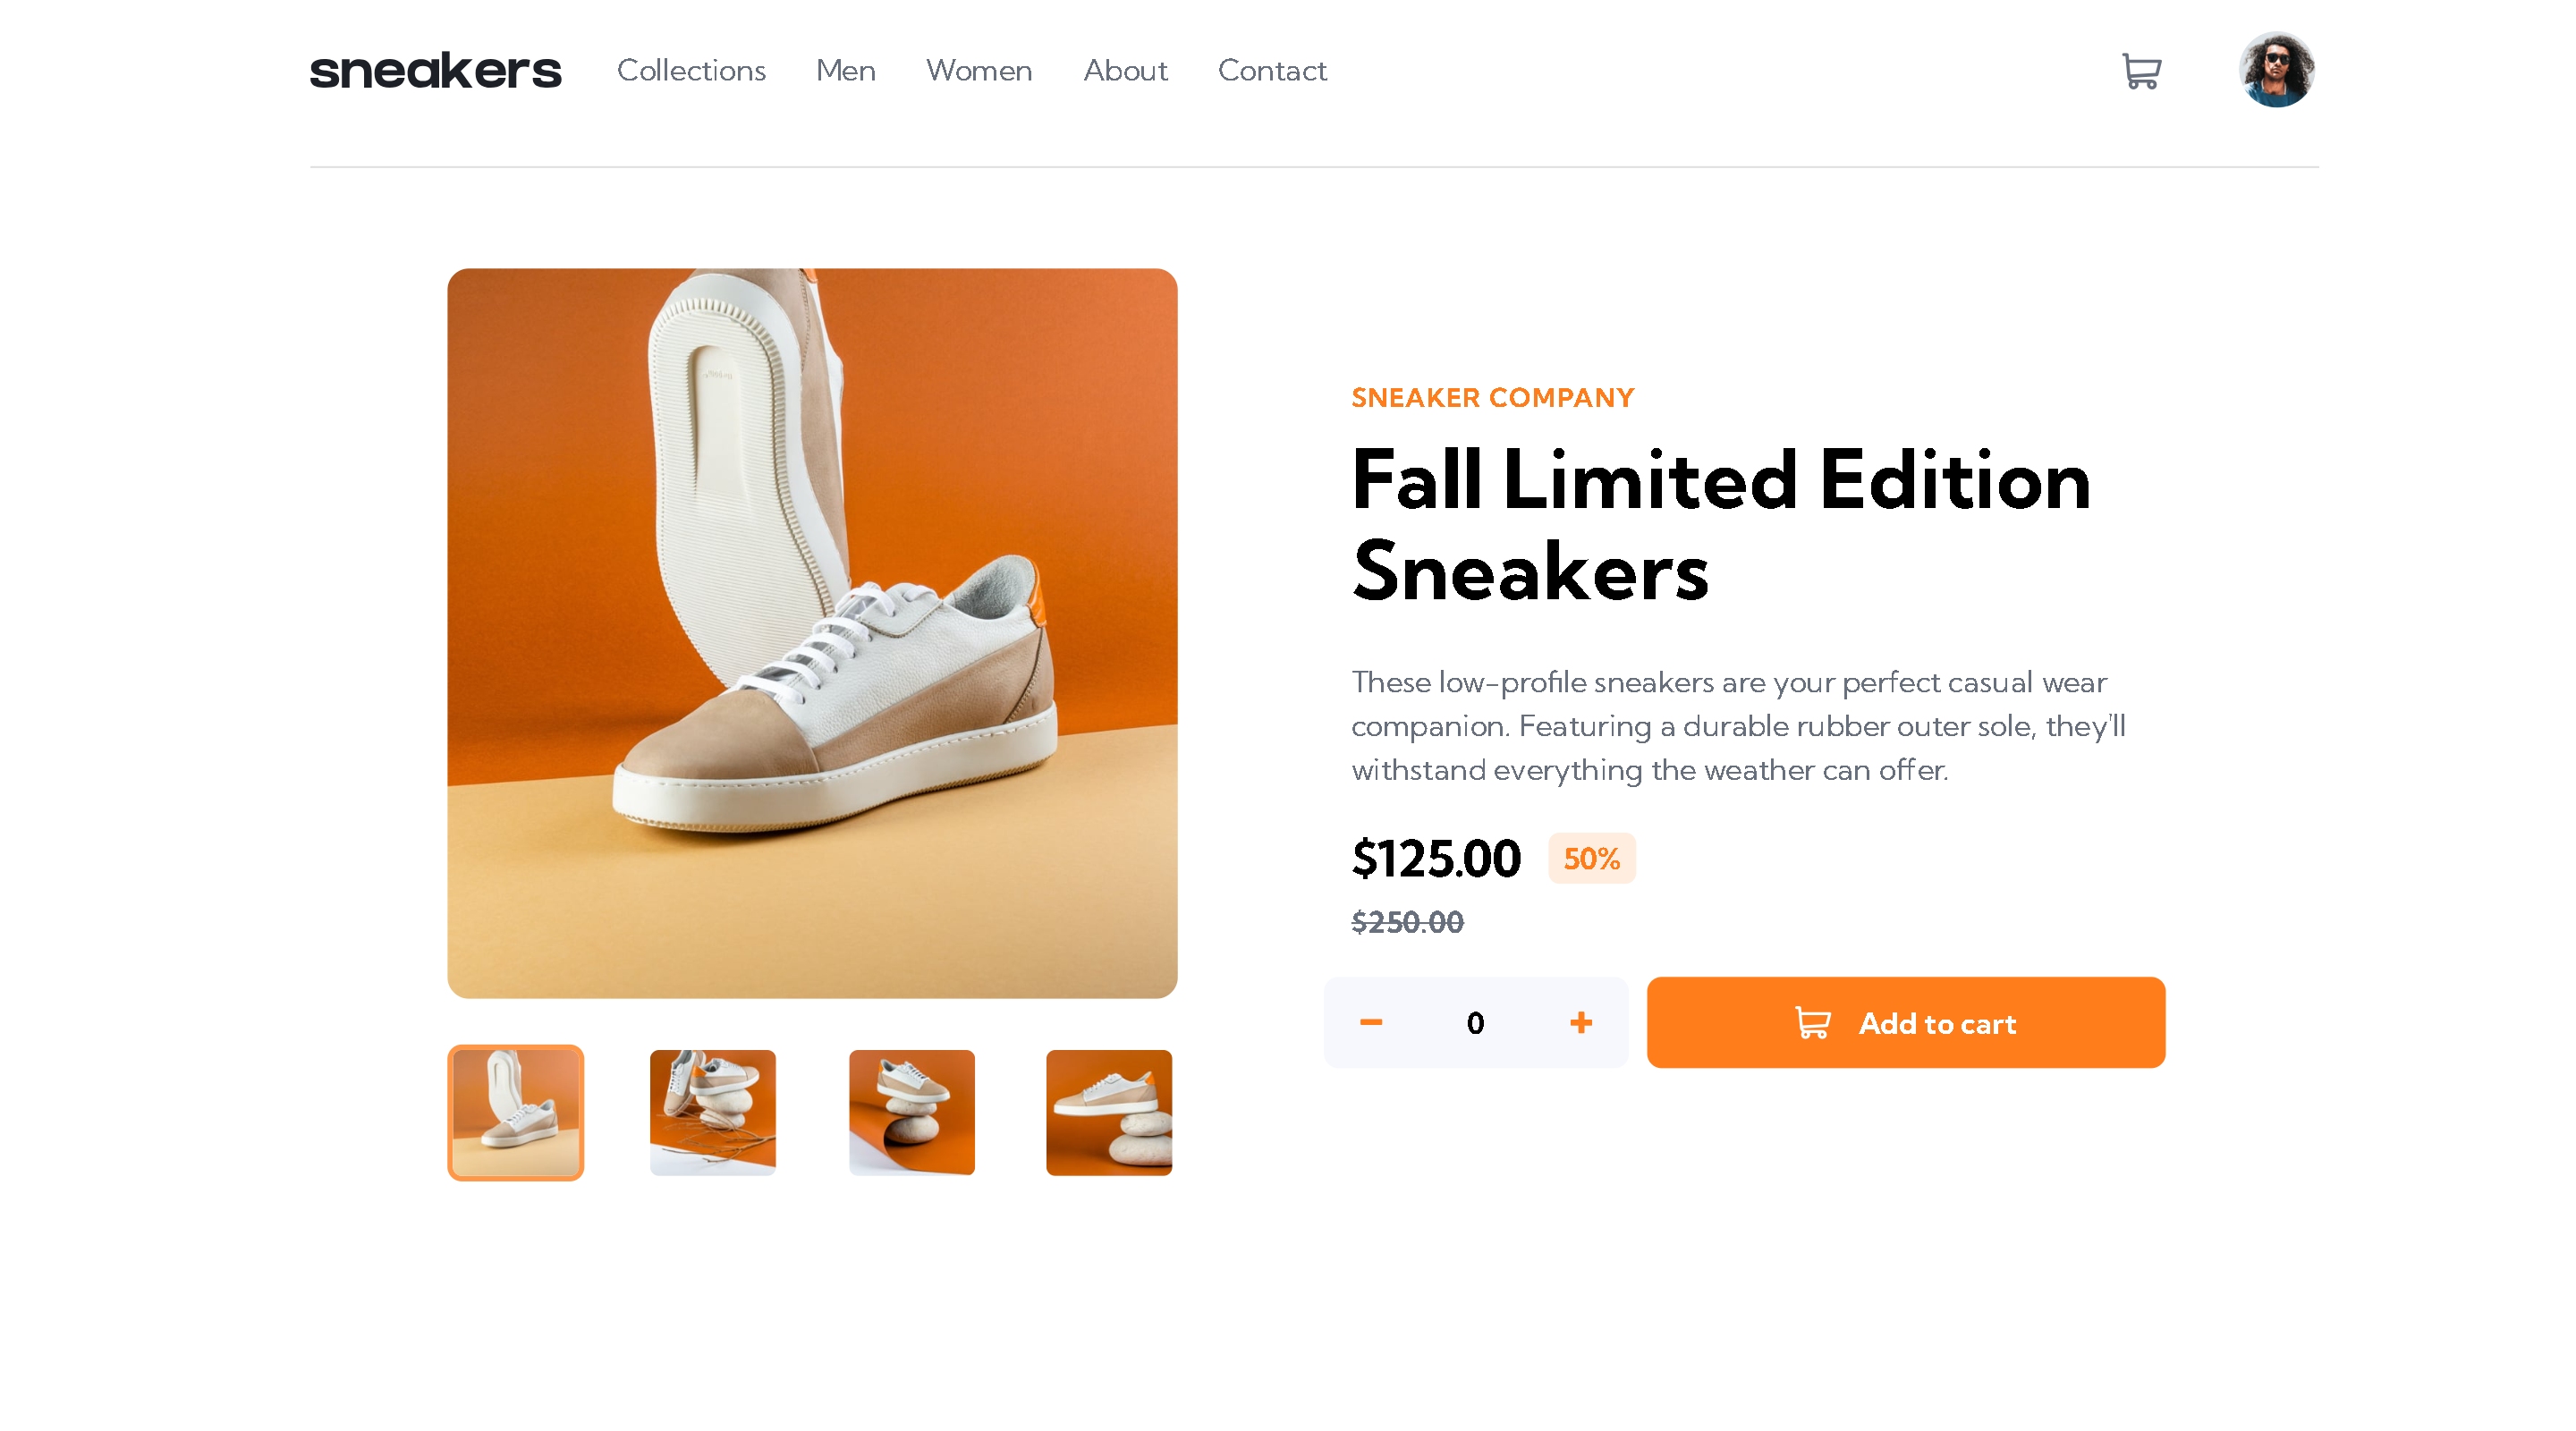 sneakers Collections Men Women About Contact
SNEAKER COMPANY
Fall Limited Edition
Sneakers
These low-profile sneakers are your perfect casual wear
companion. Featuring a durable rubber outer sole, they'll
withstand everything the weather can offer.
$125.00 50%
$250.00
0 Add to cart